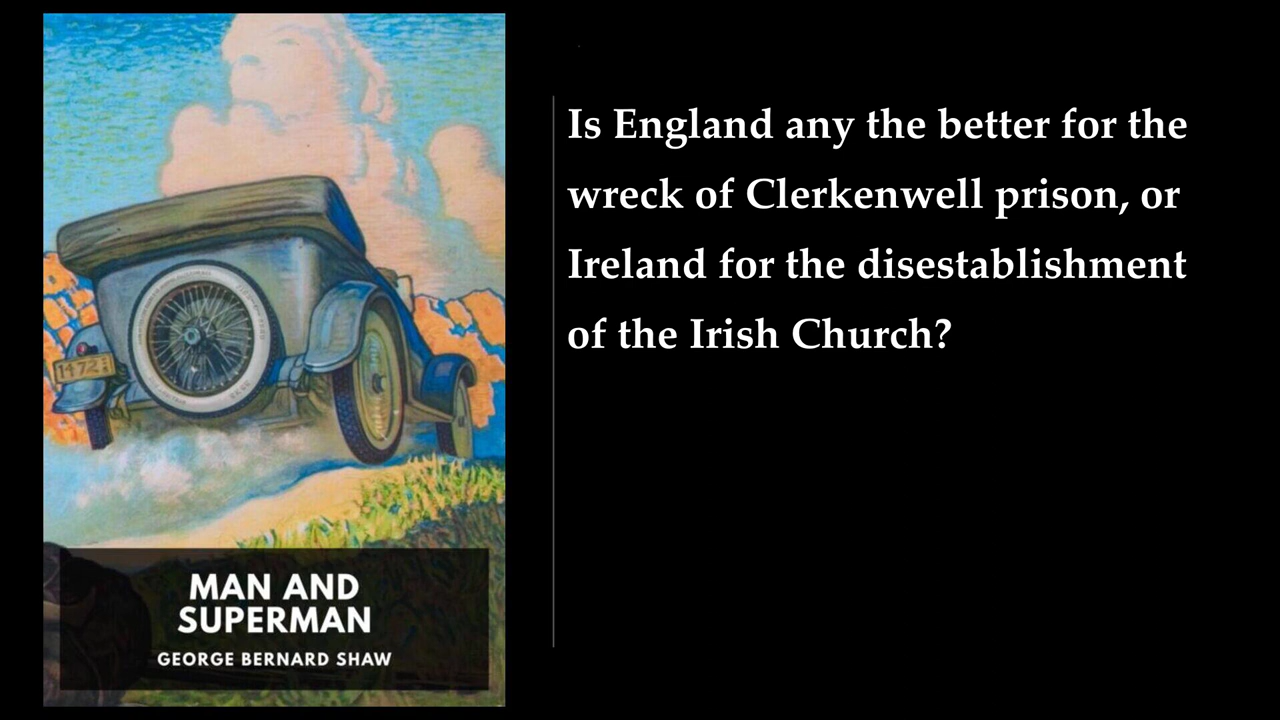 Is England any the better for the
wreck of Clerkenwell prison, or
Ireland for the disestablishment
of the Irish Church?
1472
MAN AND
SUPERMAN
GEORGE BERNARD SHAW